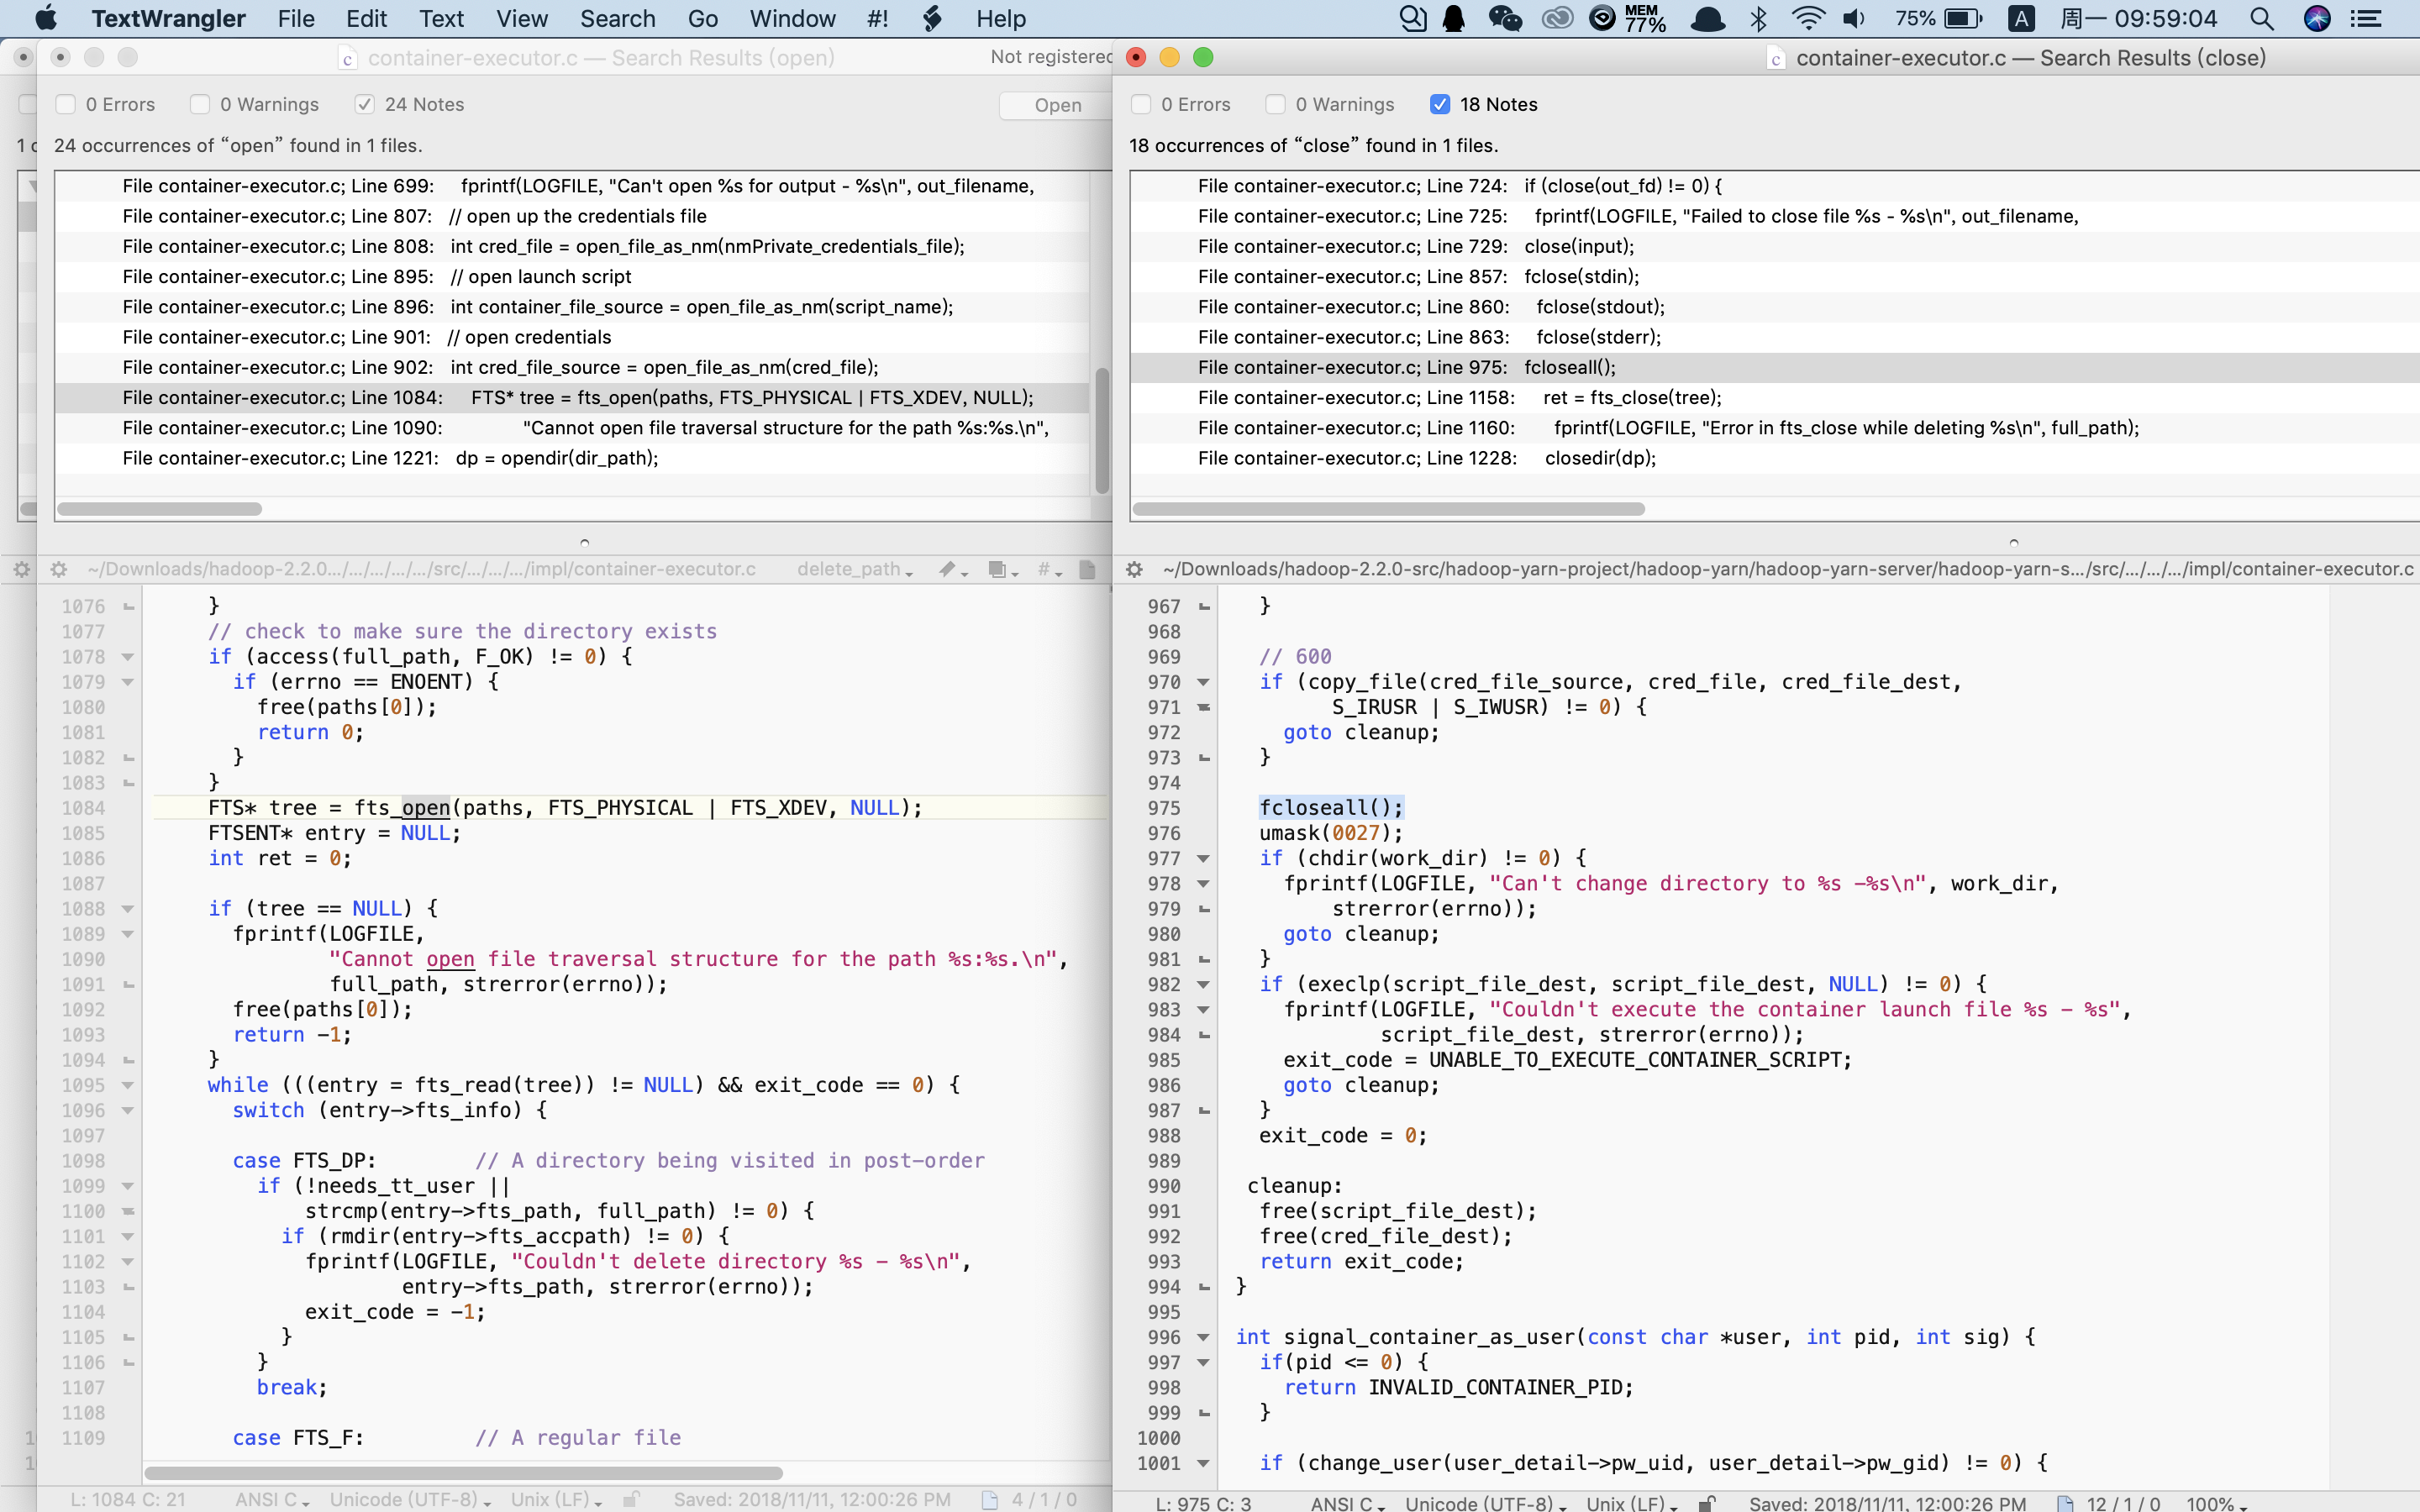 TextWrangler File Edit Text View Search Go Window #! Help MEM 77% 75% A 周一 09:59:04
container-executor.c — Search Results (open) Not registered
0 Errors 0 Warnings 24 Notes Open
24 occurrences of “open” found in 1 files.
File container-executor.c; Line 699: fprintf(LOGFILE, "Can't open %s for output - %s\n", out_filename,
File container-executor.c; Line 807: // open up the credentials file
File container-executor.c; Line 808: int cred_file = open_file_as_nm(nmPrivate_credentials_file);
File container-executor.c; Line 895: // open launch script
File container-executor.c; Line 896: int container_file_source = open_file_as_nm(script_name);
File container-executor.c; Line 901: // open credentials
File container-executor.c; Line 902: int cred_file_source = open_file_as_nm(cred_file);
File container-executor.c; Line 1084: FTS* tree = fts_open(paths, FTS_PHYSICAL | FTS_XDEV, NULL);
File container-executor.c; Line 1090: "Cannot open file traversal structure for the path %s:%s.\n",
File container-executor.c; Line 1221: dp = opendir(dir_path);
~/Downloads/hadoop-2.2.0.../.../.../.../.../src/.../.../.../impl/container-executor.c delete_path #
1076 }
1077 // check to make sure the directory exists
1078 if (access(full_path, F_OK) != 0) {
1079 if (errno == ENOENT) {
1080 free(paths[0]);
1081 return 0;
1082 }
1083 }
1084 FTS* tree = fts_open(paths, FTS_PHYSICAL | FTS_XDEV, NULL);
1085 FTSENT* entry = NULL;
1086 int ret = 0;
1087
1088 if (tree == NULL) {
1089 fprintf(LOGFILE,
1090 "Cannot open file traversal structure for the path %s:%s.\n",
1091 full_path, strerror(errno));
1092 free(paths[0]);
1093 return -1;
1094 }
1095 while (((entry = fts_read(tree)) != NULL) && exit_code == 0) {
1096 switch (entry->fts_info) {
1097
1098 case FTS_DP: // A directory being visited in post-order
1099 if (!needs_tt_user ||
1100 strcmp(entry->fts_path, full_path) != 0) {
1101 if (rmdir(entry->fts_accpath) != 0) {
1102 fprintf(LOGFILE, "Couldn't delete directory %s - %s\n",
1103 entry->fts_path, strerror(errno));
1104 exit_code = -1;
1105 }
1106 }
1107 break;
1108
1109 case FTS_F: // A regular file
L: 1084 C: 21 ANSI C Unicode (UTF-8) Unix (LF) Saved: 2018/11/11, 12:00:26 PM 4 / 1 / 0
container-executor.c — Search Results (close)
0 Errors 0 Warnings 18 Notes
18 occurrences of “close” found in 1 files.
File container-executor.c; Line 724: if (close(out_fd) != 0) {
File container-executor.c; Line 725: fprintf(LOGFILE, "Failed to close file %s - %s\n", out_filename,
File container-executor.c; Line 729: close(input);
File container-executor.c; Line 857: fclose(stdin);
File container-executor.c; Line 860: fclose(stdout);
File container-executor.c; Line 863: fclose(stderr);
File container-executor.c; Line 975: fcloseall();
File container-executor.c; Line 1158: ret = fts_close(tree);
File container-executor.c; Line 1160: fprintf(LOGFILE, "Error in fts_close while deleting %s\n", full_path);
File container-executor.c; Line 1228: closedir(dp);
~/Downloads/hadoop-2.2.0-src/hadoop-yarn-project/hadoop-yarn/hadoop-yarn-server/hadoop-yarn-s.../src/.../.../.../impl/container-executor.c
967 }
968
969 // 600
970 if (copy_file(cred_file_source, cred_file, cred_file_dest,
971 S_IRUSR | S_IWUSR) != 0) {
972 goto cleanup;
973 }
974
975 fcloseall();
976 umask(0027);
977 if (chdir(work_dir) != 0) {
978 fprintf(LOGFILE, "Can't change directory to %s -%s\n", work_dir,
979 strerror(errno));
980 goto cleanup;
981 }
982 if (execlp(script_file_dest, script_file_dest, NULL) != 0) {
983 fprintf(LOGFILE, "Couldn't execute the container launch file %s - %s",
984 script_file_dest, strerror(errno));
985 exit_code = UNABLE_TO_EXECUTE_CONTAINER_SCRIPT;
986 goto cleanup;
987 }
988 exit_code = 0;
989
990 cleanup:
991 free(script_file_dest);
992 free(cred_file_dest);
993 return exit_code;
994 }
995
996 int signal_container_as_user(const char *user, int pid, int sig) {
997 if(pid <= 0) {
998 return INVALID_CONTAINER_PID;
999 }
1000
1001 if (change_user(user_detail->pw_uid, user_detail->pw_gid) != 0) {
L: 975 C: 3 ANSI C Unicode (UTF-8) Unix (LF) Saved: 2018/11/11, 12:00:26 PM 12 / 1 / 0 100%